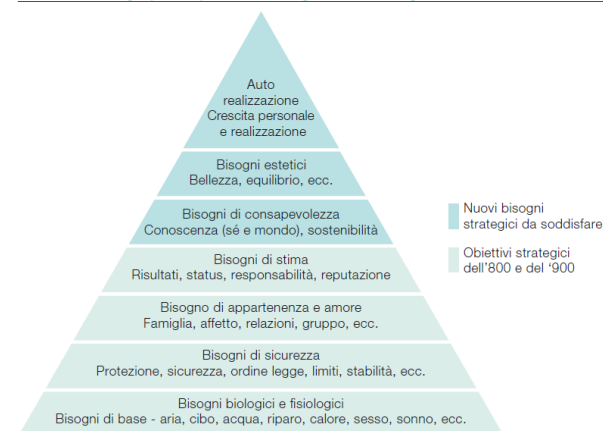 Auto
realizzazione
Crescita personale
e realizzazione
Bisogni estetici
Bellezza, equilibrio, ecc.
Bisogni di consapevolezza
Conoscenza (sé e mondo), sostenibilità
Bisogni di stima
Risultati, status, responsabilità, reputazione
Bisogno di appartenenza e amore
Famiglia, affetto, relazioni, gruppo, ecc.
Bisogni di sicurezza
Protezione, sicurezza, ordine legge, limiti, stabilità, ecc.
Bisogni biologici e fisiologici
Bisogni di base - aria, cibo, acqua, riparo, calore, sesso, sonno, ecc.
Nuovi bisogni
strategici da soddisfare
Obiettivi strategici
dell'800 e del ‘900